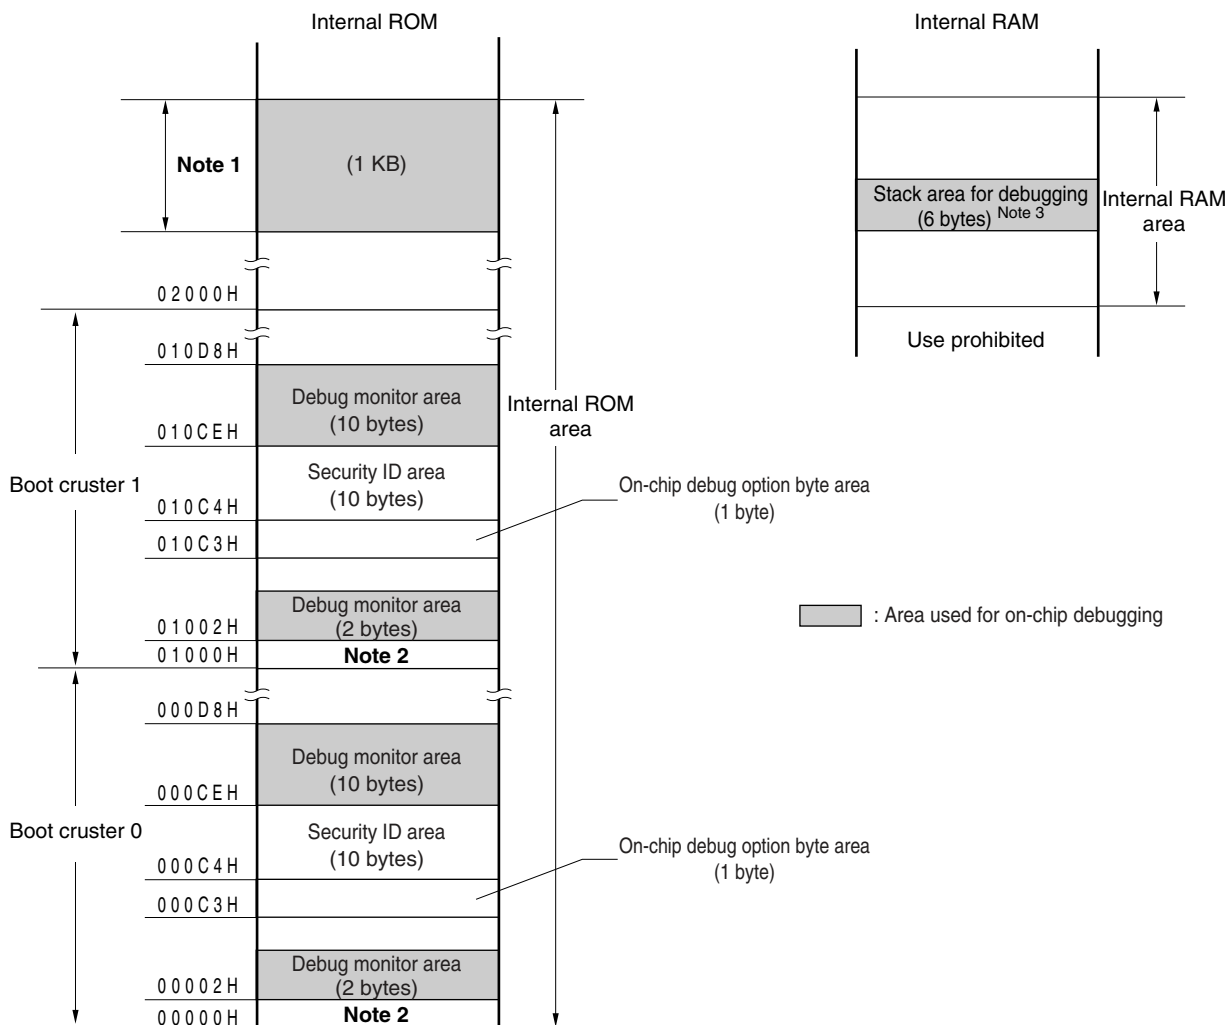 Internal ROM
Internal RAM
Note 1
(1 KB)
Stack area for debugging
(6 bytes) Note 3
Internal RAM
area
02000H
Use prohibited
010D8H
Debug monitor area
(10 bytes)
Internal ROM
area
010CEH
Boot cruster 1
Security ID area
(10 bytes)
On-chip debug option byte area
(1 byte)
010C4H
010C3H
Debug monitor area
(2 bytes)
: Area used for on-chip debugging
01002H
01000H
Note 2
000D8H
Debug monitor area
(10 bytes)
000CEH
Boot cruster 0
Security ID area
(10 bytes)
On-chip debug option byte area
(1 byte)
000C4H
000C3H
Debug monitor area
(2 bytes)
00002H
00000H
Note 2